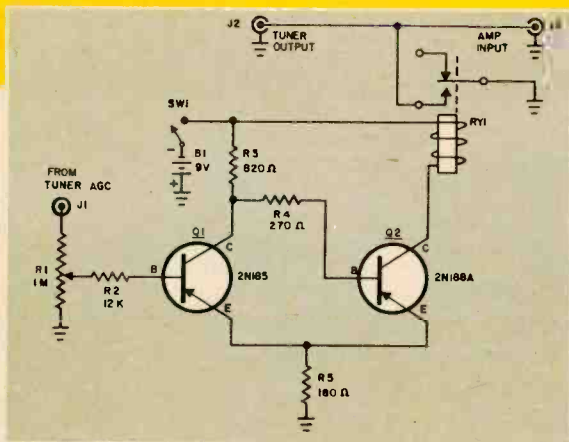 J2
TUNER
OUTPUT
AMP
INPUT
SW1
RY1
B1
9V
R3
820Ω
FROM
TUNER AGC
J1
R4
270Ω
Q1
Q2
C
C
R1
1M
R2
12K
B
2N185
B
2N188A
E
E
R5
180Ω